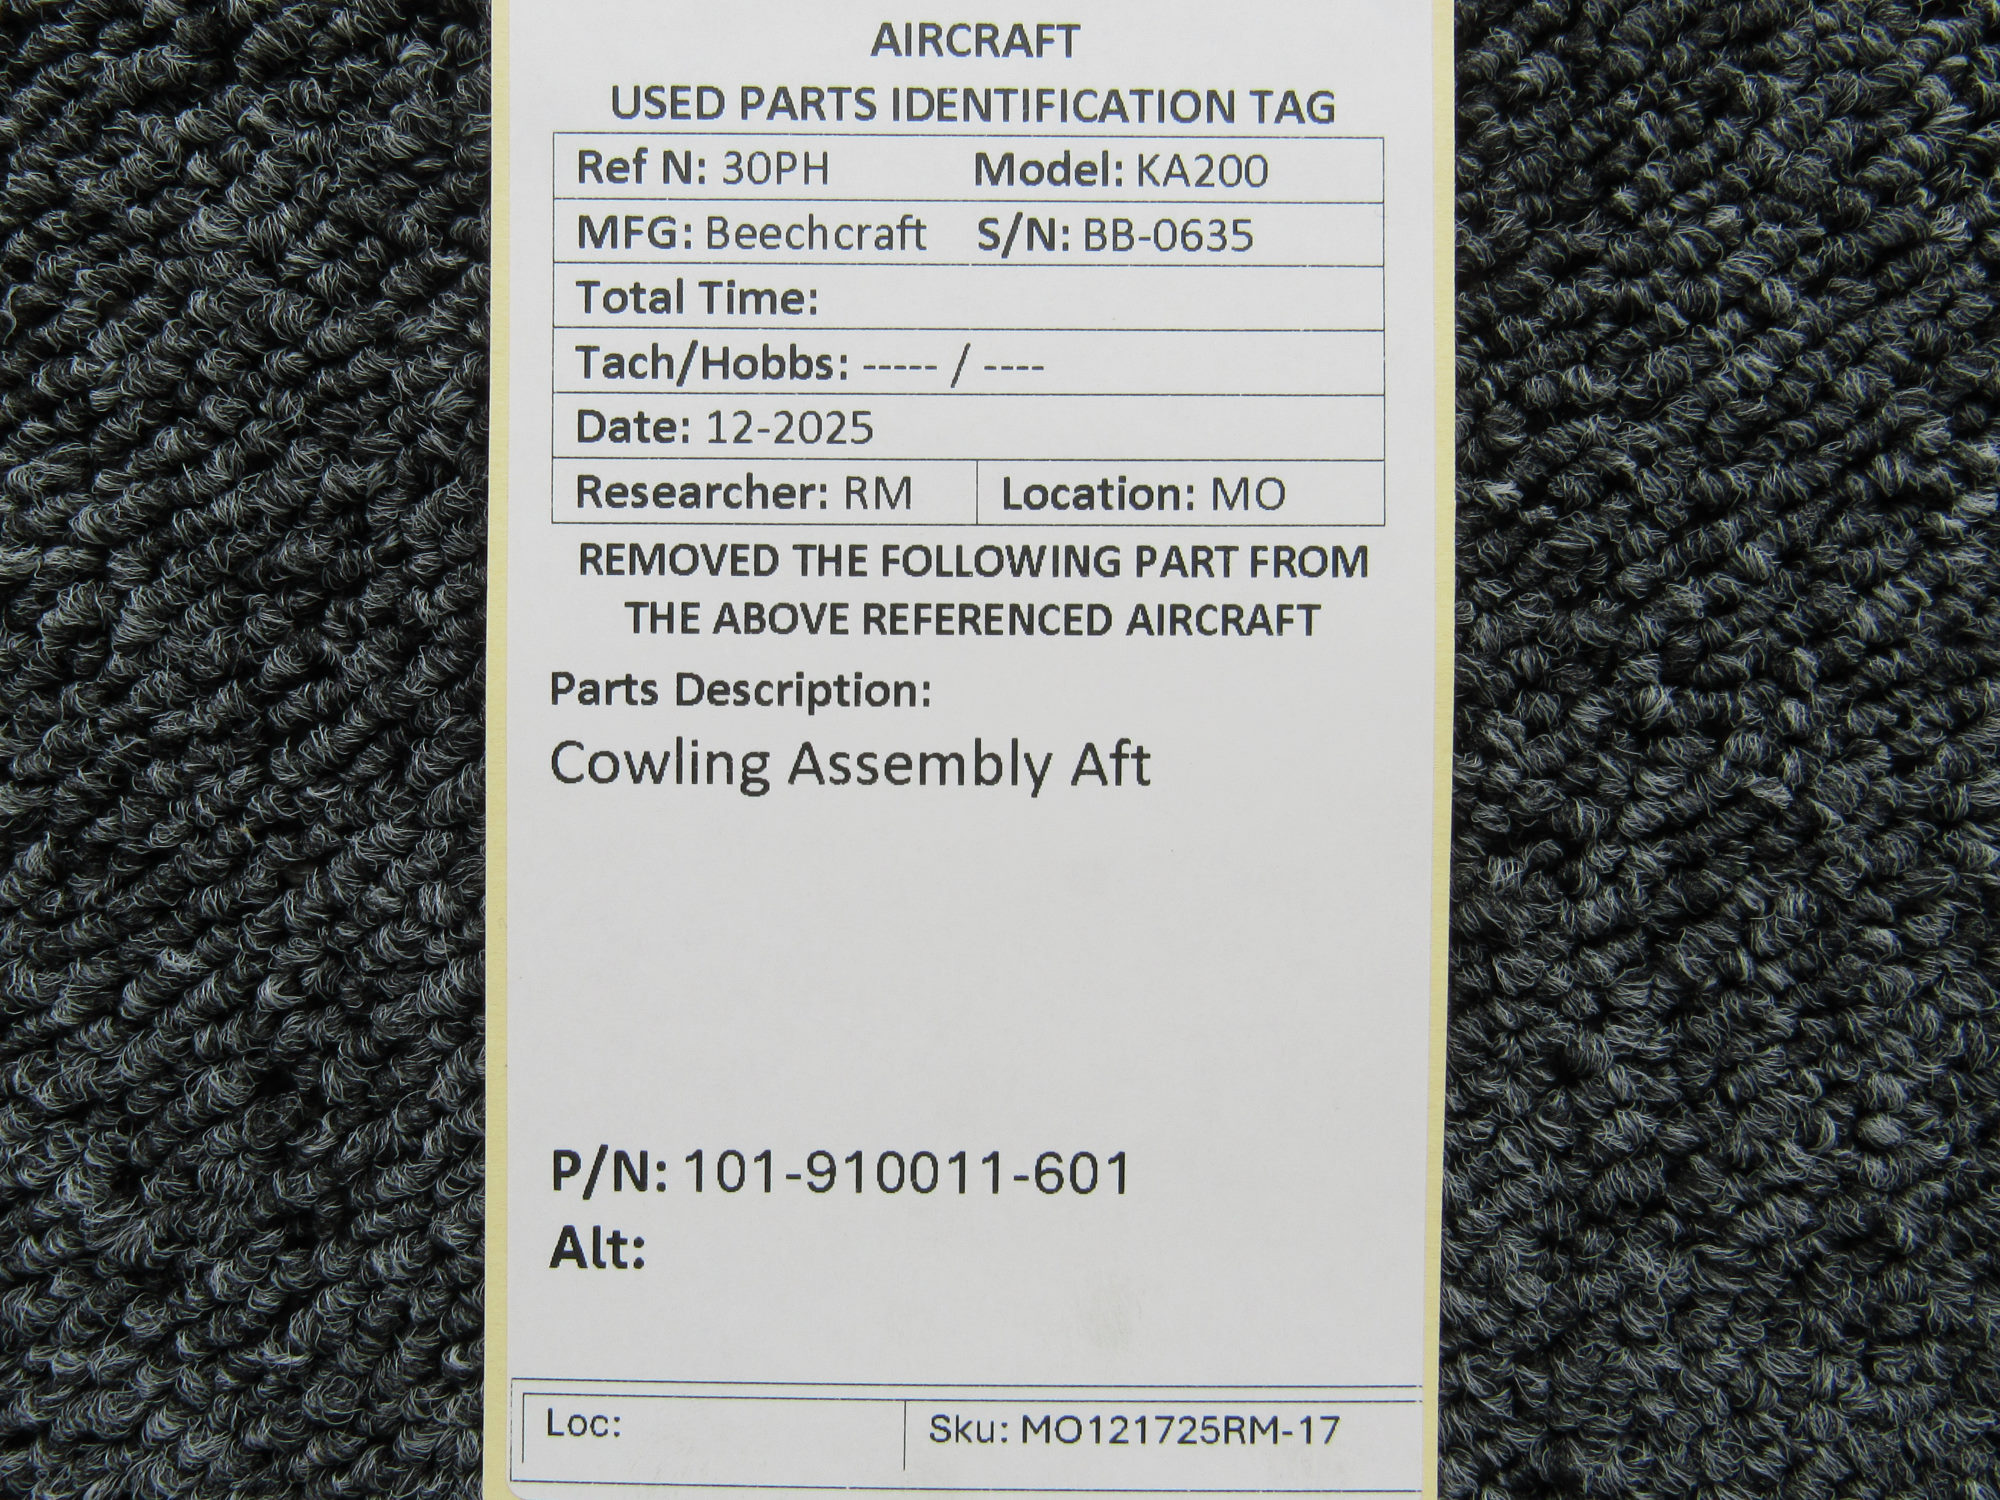 AIRCRAFT
USED PARTS IDENTIFICATION TAG
Ref N: 30PH Model: KA200
MFG: Beechcraft S/N: BB-0635
Total Time:
Tach/Hobbs: ----- / ----
Date: 12-2025
Researcher: RM Location: MO
REMOVED THE FOLLOWING PART FROM
THE ABOVE REFERENCED AIRCRAFT
Parts Description:
Cowling Assembly Aft
P/N: 101-910011-601
Alt:
Loc: Sku: MO121725RM-17